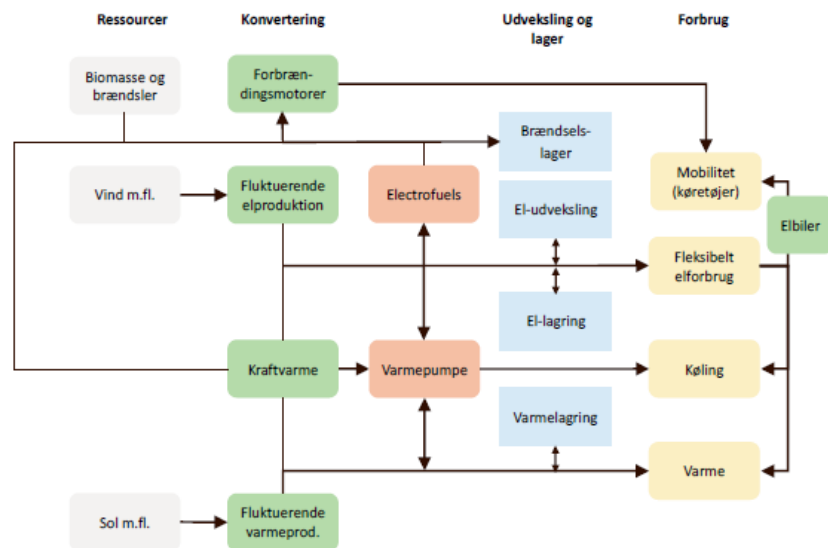 Ressourcer
Konvertering
Udveksling og
lager
Forbrug
Biomasse og
brændsler
Forbræn-
dingsmotorer
Brændsels-
lager
Mobilitet
(køretøjer)
Vind m.fl.
Fluktuerende
elproduktion
Electrofuels
El-udveksling
Elbiler
Fleksibelt
elforbrug
El-lagring
Kraftvarme
Varmepumpe
Køling
Varmelagring
Varme
Sol m.fl.
Fluktuerende
varmeprod.